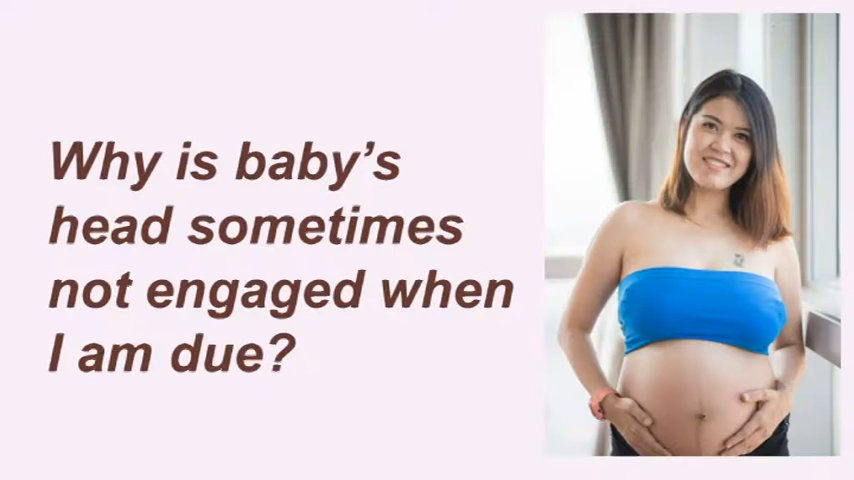 Why is baby’s
head sometimes
not engaged when
I am due?